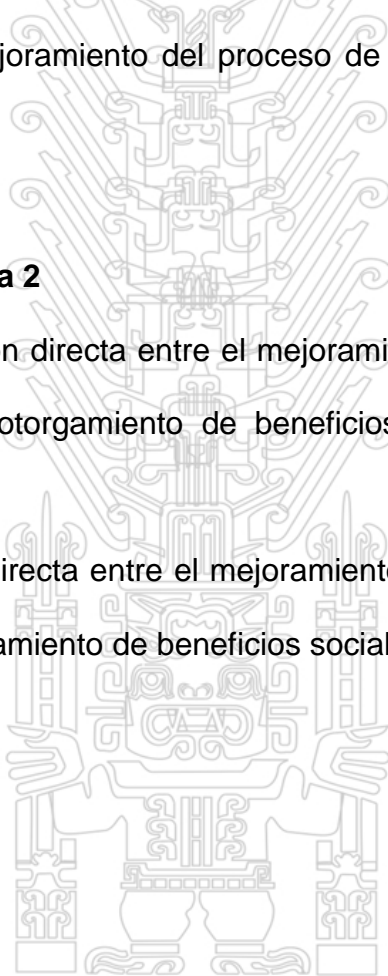 joramiento del proceso de
a 2
n directa entre el mejorami
otorgamiento de beneficios
directa entre el mejoramiento
amiento de beneficios social